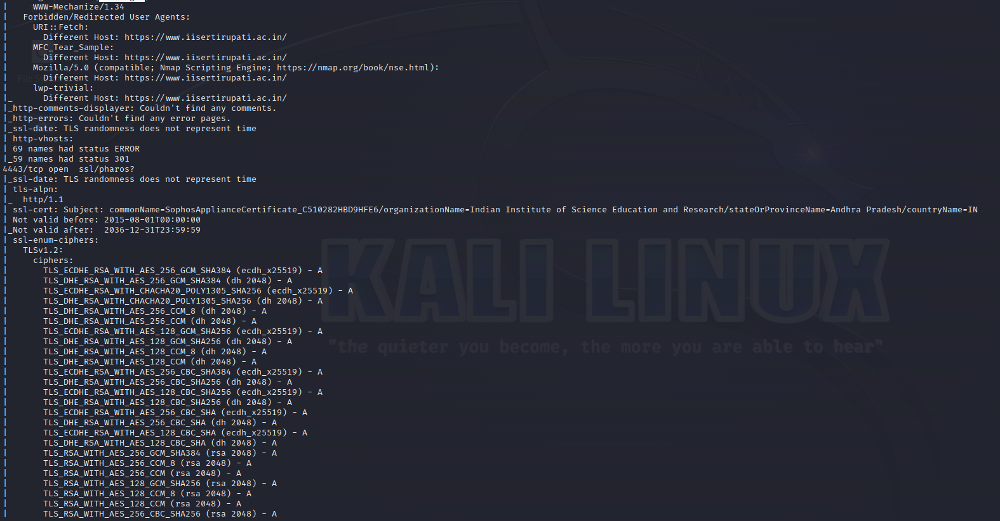 |     WWW-Mechanize/1.34
|   Forbidden/Redirected User Agents:
|     URI::Fetch:
|       Different Host: https://www.iisertirupati.ac.in/
|     MFC_Tear_Sample:
|       Different Host: https://www.iisertirupati.ac.in/
|     Mozilla/5.0 (compatible; Nmap Scripting Engine; https://nmap.org/book/nse.html):
|       Different Host: https://www.iisertirupati.ac.in/
|     lwp-trivial:
|_      Different Host: https://www.iisertirupati.ac.in/
|_http-comments-displayer: Couldn't find any comments.
|_http-errors: Couldn't find any error pages.
|_ssl-date: TLS randomness does not represent time
| http-vhosts:
| 69 names had status ERROR
|_59 names had status 301
4443/tcp open  ssl/pharos?
|_ssl-date: TLS randomness does not represent time
| tls-alpn:
|_  http/1.1
| ssl-cert: Subject: commonName=SophosApplianceCertificate_C510282HBD9HFE6/organizationName=Indian Institute of Science Education and Research/stateOrProvinceName=Andhra Pradesh/countryName=IN
| Not valid before: 2015-08-01T00:00:00
|_Not valid after:  2036-12-31T23:59:59
| ssl-enum-ciphers:
|   TLSv1.2:
|     ciphers:
|       TLS_ECDHE_RSA_WITH_AES_256_GCM_SHA384 (ecdh_x25519) - A
|       TLS_DHE_RSA_WITH_AES_256_GCM_SHA384 (dh 2048) - A
|       TLS_ECDHE_RSA_WITH_CHACHA20_POLY1305_SHA256 (ecdh_x25519) - A
|       TLS_DHE_RSA_WITH_CHACHA20_POLY1305_SHA256 (dh 2048) - A
|       TLS_DHE_RSA_WITH_AES_256_CCM_8 (dh 2048) - A
|       TLS_DHE_RSA_WITH_AES_256_CCM (dh 2048) - A
|       TLS_ECDHE_RSA_WITH_AES_128_GCM_SHA256 (ecdh_x25519) - A
|       TLS_DHE_RSA_WITH_AES_128_GCM_SHA256 (dh 2048) - A
|       TLS_DHE_RSA_WITH_AES_128_CCM_8 (dh 2048) - A
|       TLS_DHE_RSA_WITH_AES_128_CCM (dh 2048) - A
|       TLS_ECDHE_RSA_WITH_AES_256_CBC_SHA384 (ecdh_x25519) - A
|       TLS_DHE_RSA_WITH_AES_256_CBC_SHA256 (dh 2048) - A
|       TLS_ECDHE_RSA_WITH_AES_128_CBC_SHA256 (ecdh_x25519) - A
|       TLS_DHE_RSA_WITH_AES_128_CBC_SHA256 (dh 2048) - A
|       TLS_ECDHE_RSA_WITH_AES_256_CBC_SHA (ecdh_x25519) - A
|       TLS_DHE_RSA_WITH_AES_256_CBC_SHA (dh 2048) - A
|       TLS_ECDHE_RSA_WITH_AES_128_CBC_SHA (ecdh_x25519) - A
|       TLS_DHE_RSA_WITH_AES_128_CBC_SHA (dh 2048) - A
|       TLS_RSA_WITH_AES_256_GCM_SHA384 (rsa 2048) - A
|       TLS_RSA_WITH_AES_256_CCM_8 (rsa 2048) - A
|       TLS_RSA_WITH_AES_256_CCM (rsa 2048) - A
|       TLS_RSA_WITH_AES_128_GCM_SHA256 (rsa 2048) - A
|       TLS_RSA_WITH_AES_128_CCM_8 (rsa 2048) - A
|       TLS_RSA_WITH_AES_128_CCM (rsa 2048) - A
|       TLS_RSA_WITH_AES_256_CBC_SHA256 (rsa 2048) - A
KALI LINUX
"the quieter you become, the more you are able to hear"